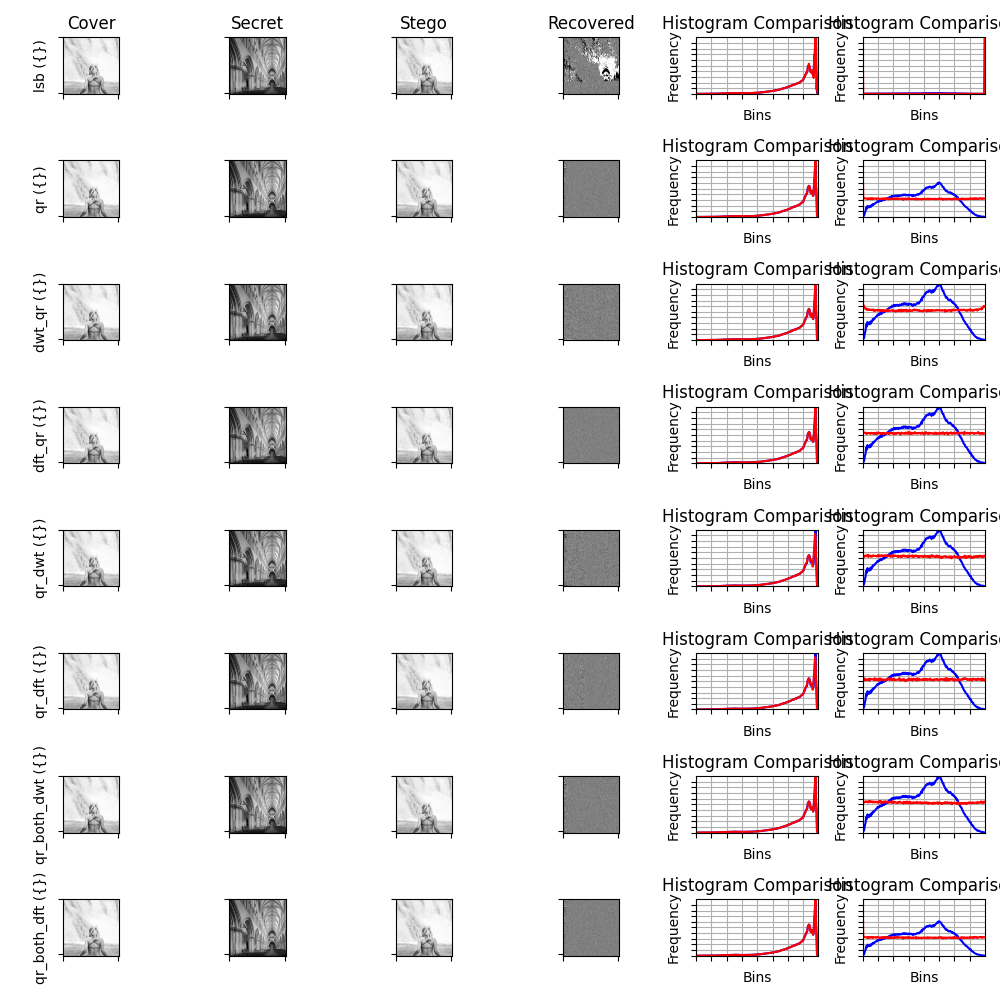 Cover Secret Stego Recovered Histogram Comparison Histogram Comparison
lsb ({}) Frequency Frequency
Bins Bins
Histogram Comparison Histogram Comparison
qr ({}) Frequency Frequency
Bins Bins
Histogram Comparison Histogram Comparison
dwt_qr ({}) Frequency Frequency
Bins Bins
Histogram Comparison Histogram Comparison
dft_qr ({}) Frequency Frequency
Bins Bins
Histogram Comparison Histogram Comparison
qr_dwt ({}) Frequency Frequency
Bins Bins
Histogram Comparison Histogram Comparison
qr_dft ({}) Frequency Frequency
Bins Bins
Histogram Comparison Histogram Comparison
qr_both_dwt ({}) Frequency Frequency
Bins Bins
Histogram Comparison Histogram Comparison
qr_both_dft ({}) Frequency Frequency
Bins Bins